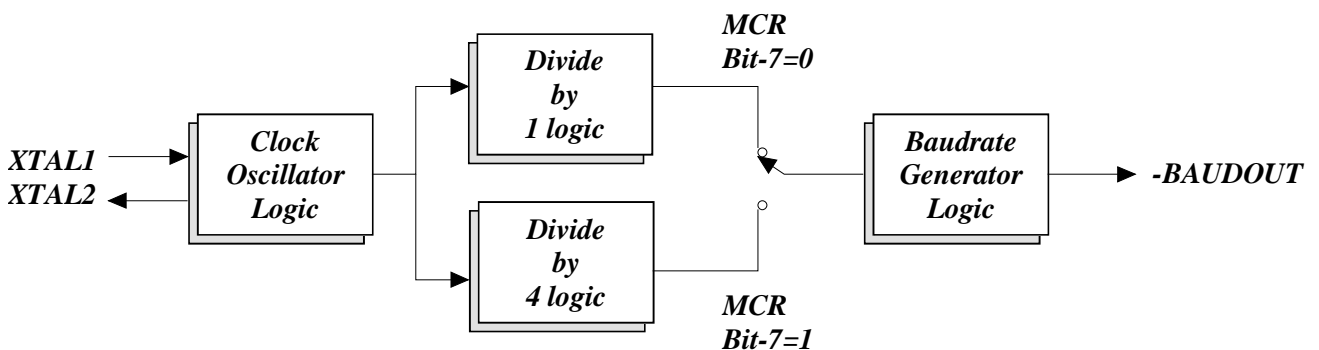 XTAL1
XTAL2
Clock
Oscillator
Logic
Divide
by
1 logic
Divide
by
4 logic
MCR
Bit-7=0
MCR
Bit-7=1
Baudrate
Generator
Logic
-BAUDOUT